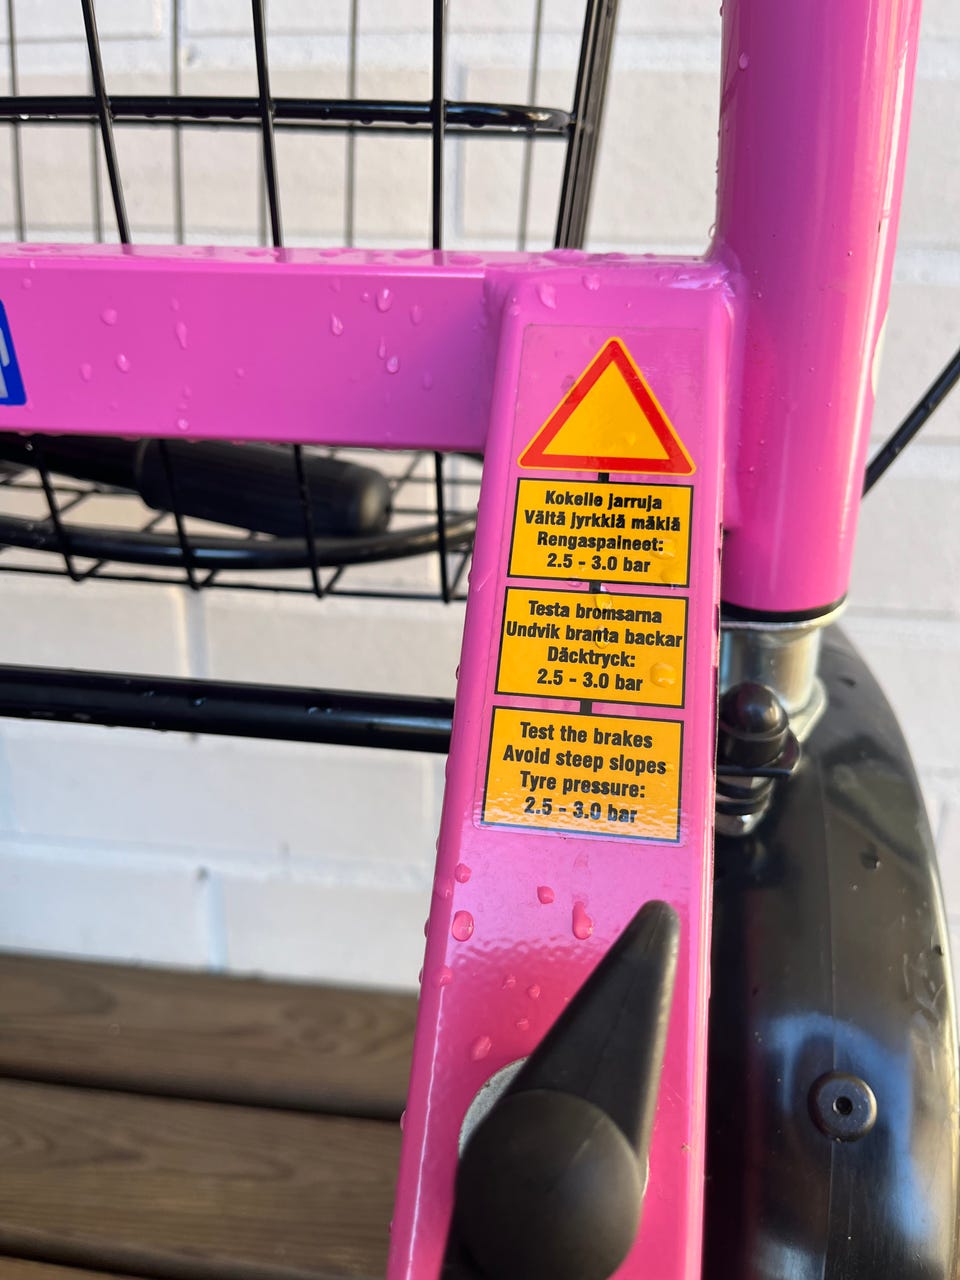 Kokeile jarruja
Vältä jyrkkiä mäkiä
Rengaspaineet:
2.5 - 3.0 bar
Testa bromsarna
Undvik branta backar
Däcktryck:
2.5 - 3.0 bar
Test the brakes
Avoid steep slopes
Tyre pressure:
2.5 - 3.0 bar